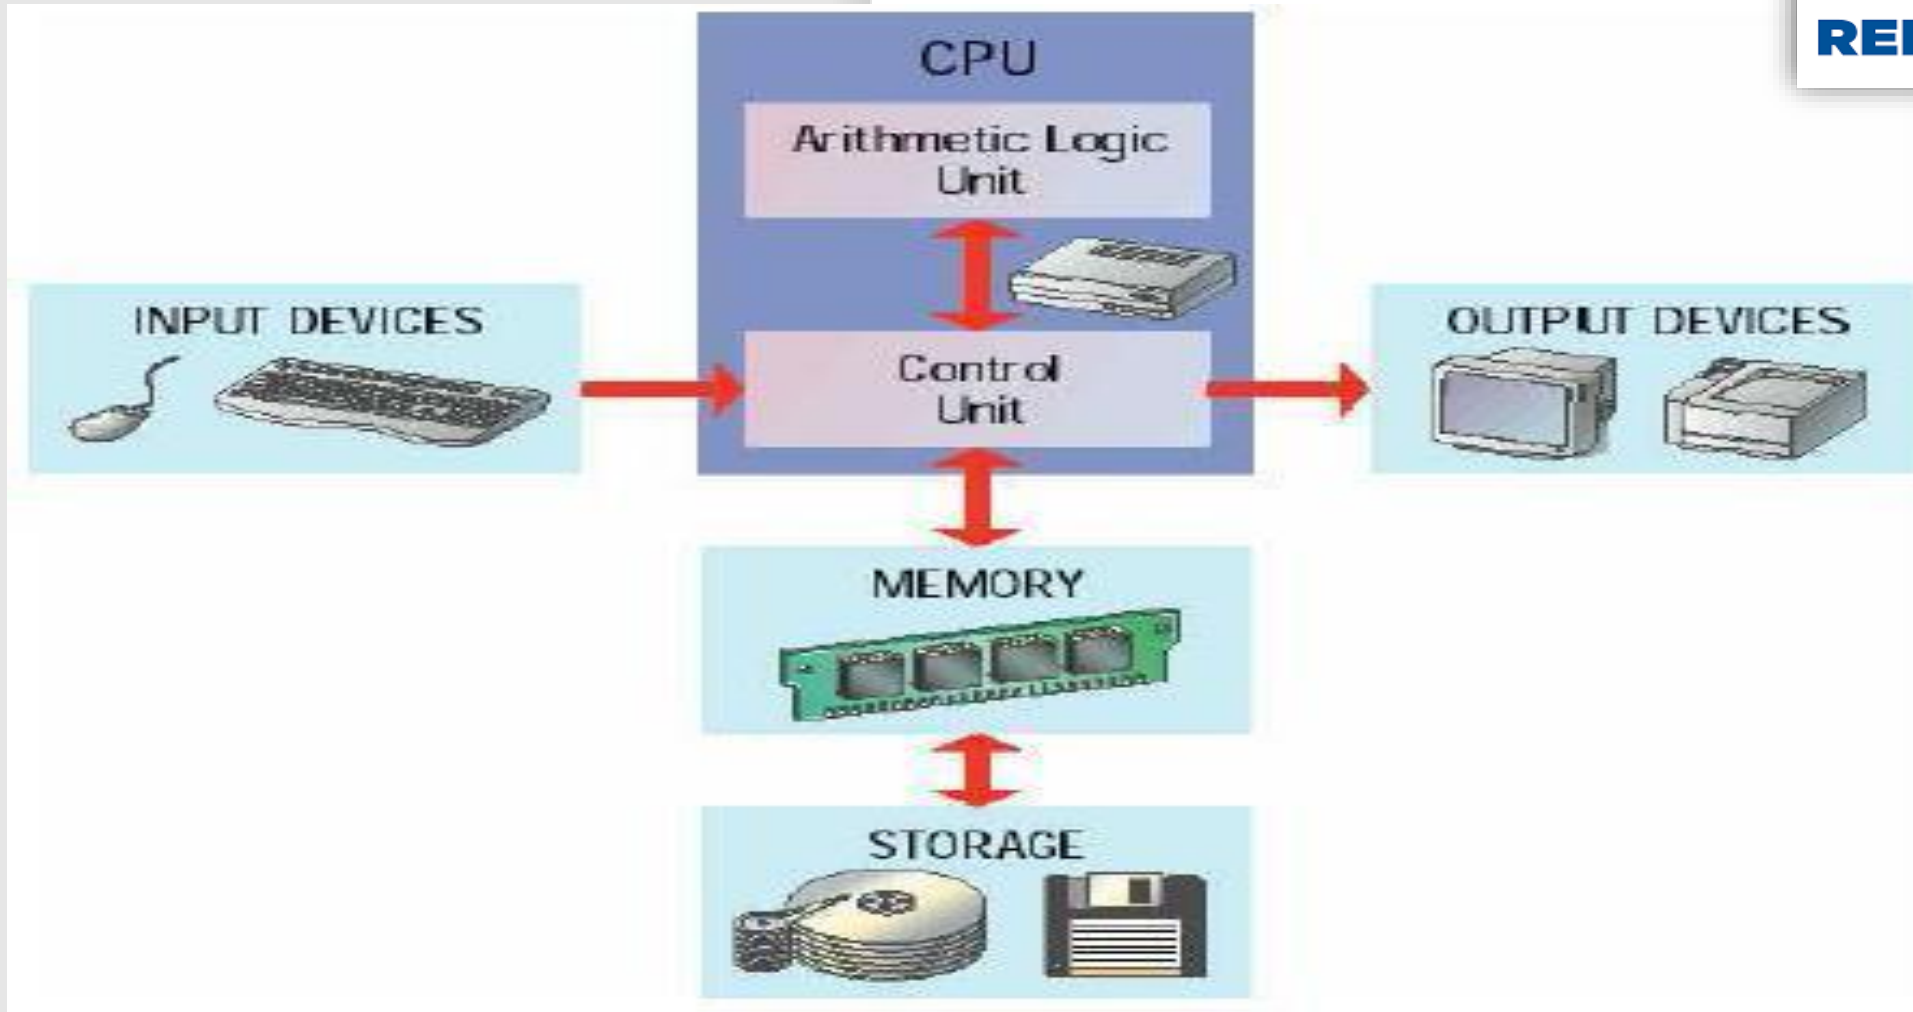 CPU
Arithmetic Logic
Unit
INPUT DEVICES
Control
Unit
OUTPUT DEVICES
MEMORY
STORAGE